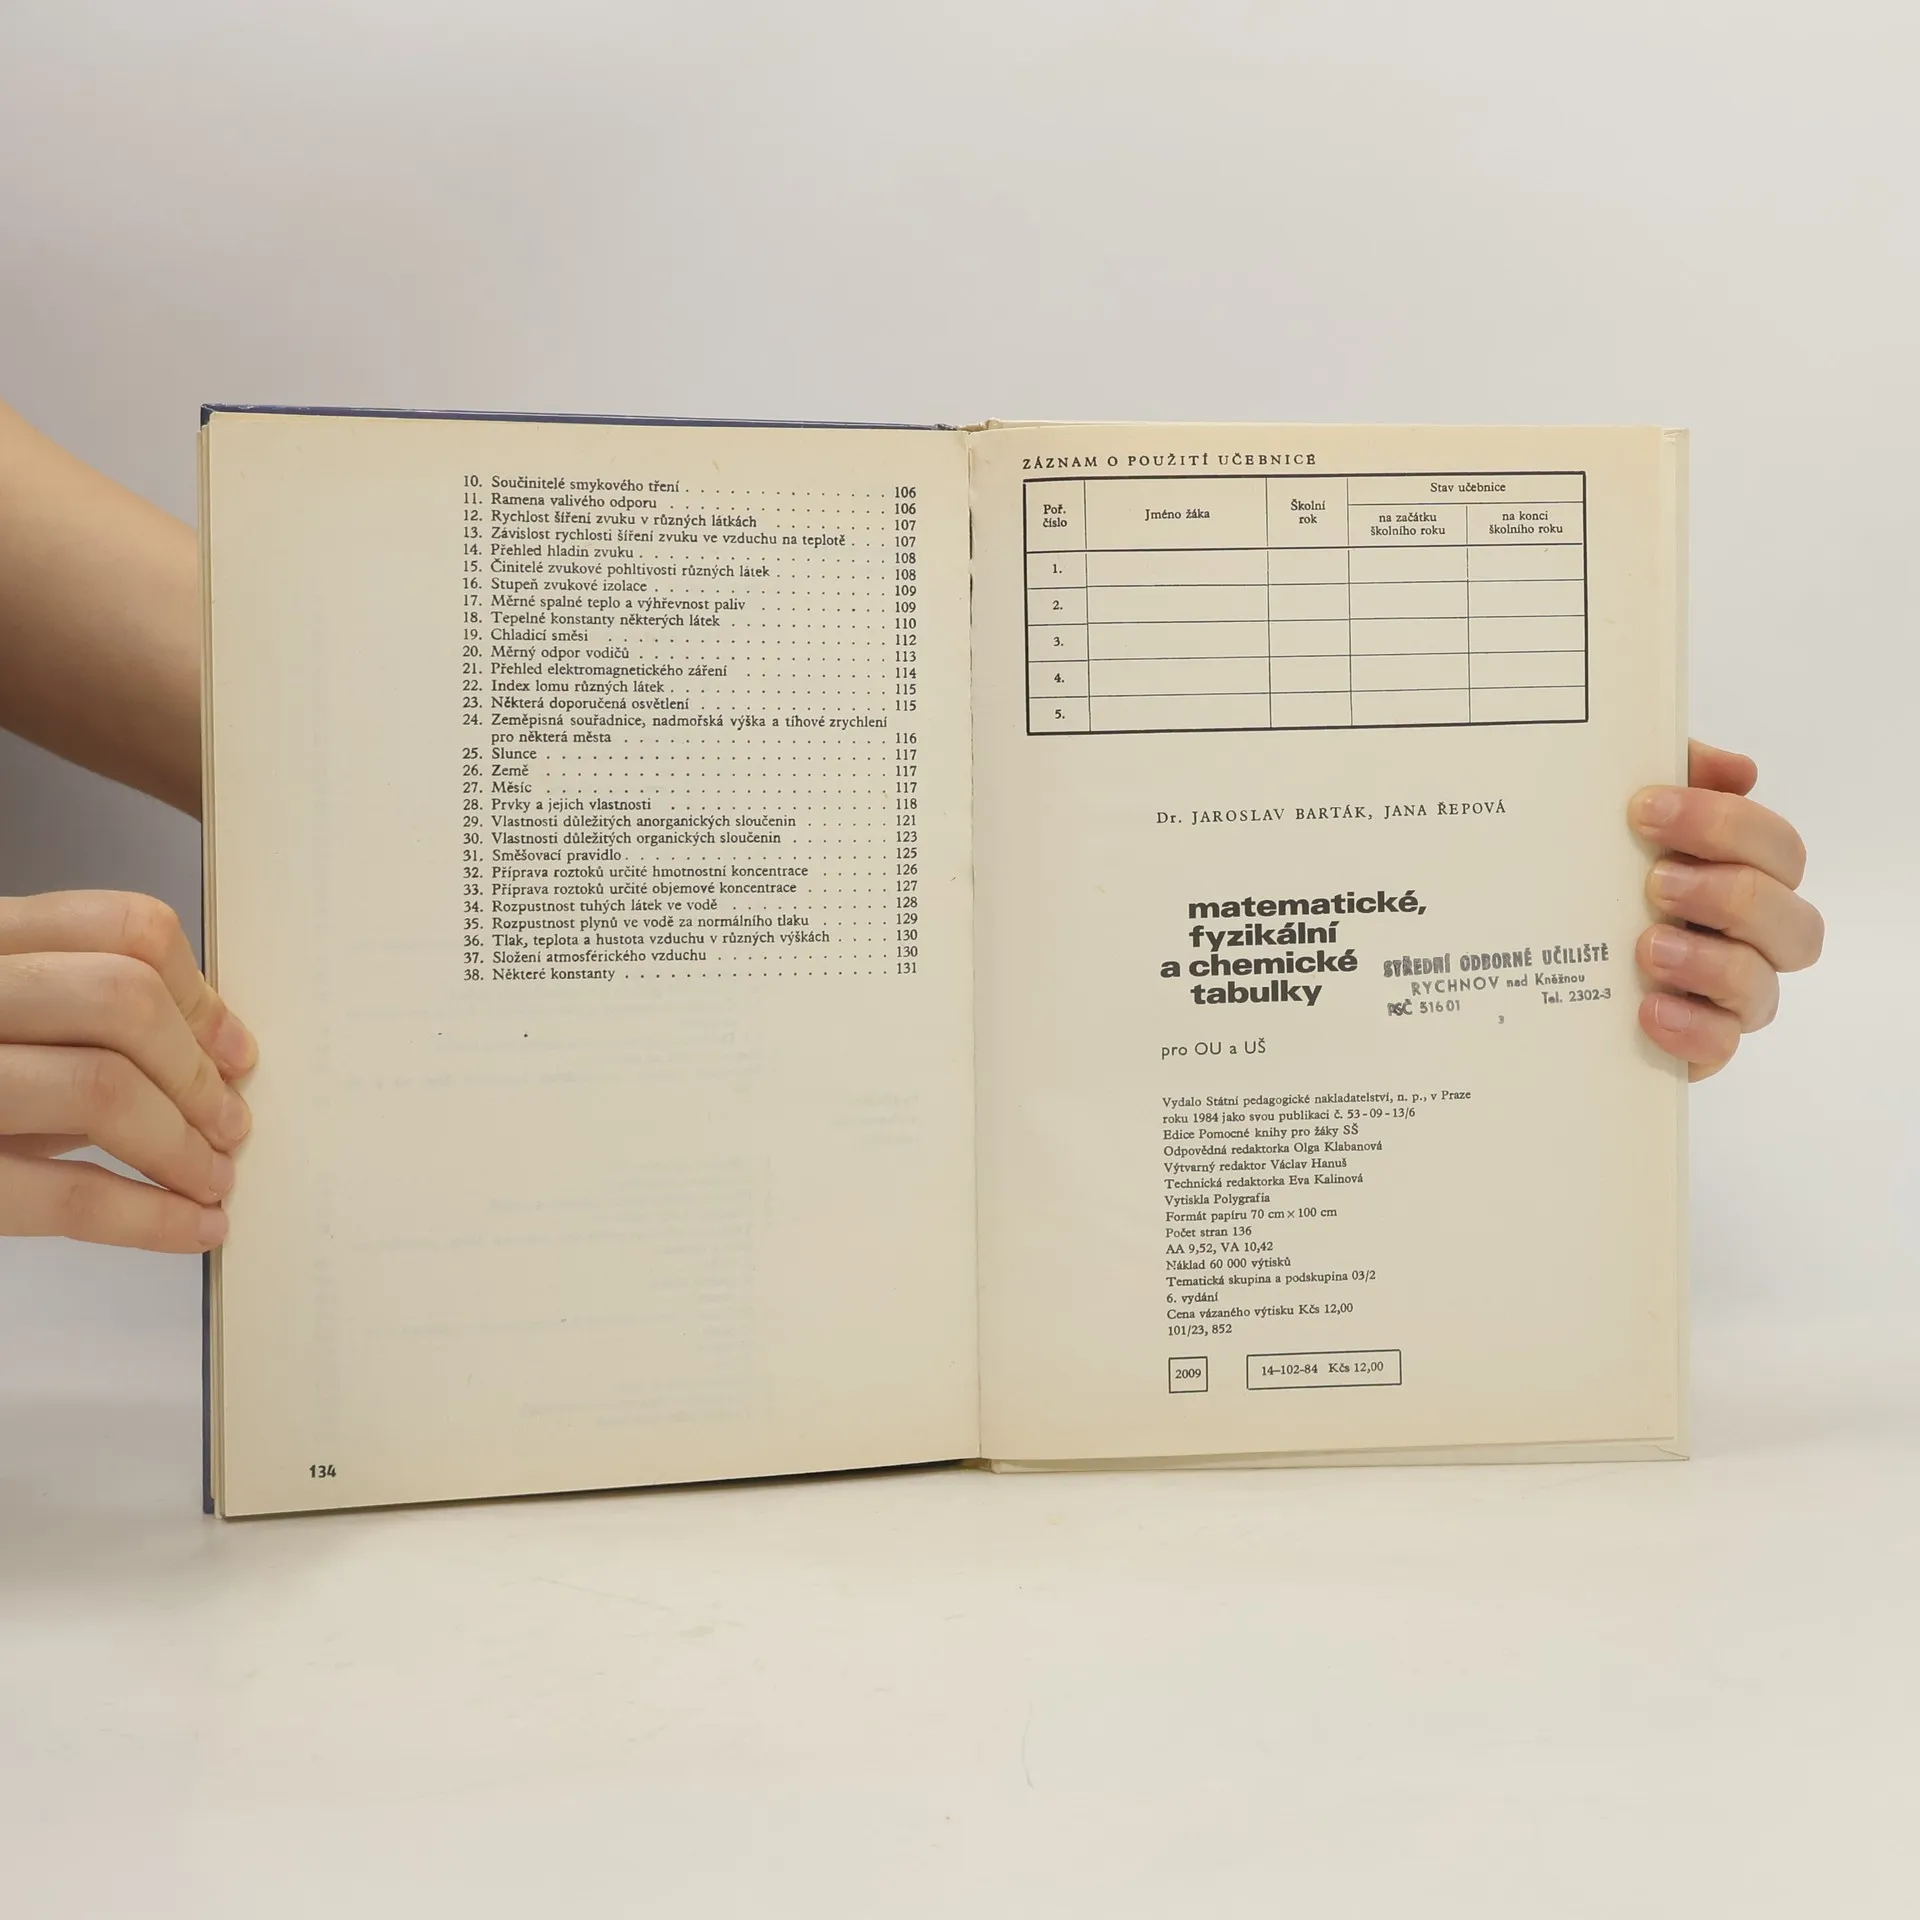 10. Součinitelé smykového tření . . . . . . . . . . . . . 106
11. Ramena valivého odporu . . . . . . . . . . . . . . 106
12. Rychlost šíření zvuku v různých látkách . . . . . . . 107
13. Závislost rychlosti šíření zvuku ve vzduchu na teplotě . . . 107
14. Přehled hladin zvuku . . . . . . . . . . . . . . . . 108
15. Činitelé zvukové pohltivosti různých látek . . . . . . . 108
16. Stupeň zvukové izolace . . . . . . . . . . . . . . . 109
17. Měrné spalné teplo a výhřevnost paliv . . . . . . . . 109
18. Tepelné konstanty některých látek . . . . . . . . . . 110
19. Chladicí směsi . . . . . . . . . . . . . . . . . 112
20. Měrný odpor vodičů . . . . . . . . . . . . . . . . 113
21. Přehled elektromagnetického záření . . . . . . . . . 114
22. Index lomu různých látek . . . . . . . . . . . . . . 115
23. Některá doporučená osvětlení . . . . . . . . . . . . 115
24. Zeměpisná souřadnice, nadmořská výška a tíhové zrychlení
pro některá města . . . . . . . . . . . . . . . . 116
25. Slunce . . . . . . . . . . . . . . . . . . . . . 117
26. Země . . . . . . . . . . . . . . . . . . . . . 117
27. Měsíc . . . . . . . . . . . . . . . . . . . . . 117
28. Prvky a jejich vlastnosti . . . . . . . . . . . . . . 118
29. Vlastnosti důležitých anorganických sloučenin . . . . . . 121
30. Vlastnosti důležitých organických sloučenin . . . . . . 123
31. Směšovací pravidlo . . . . . . . . . . . . . . . . 125
32. Příprava roztoků určité hmotnostní koncentrace . . . . . 126
33. Příprava roztoků určité objemové koncentrace . . . . . . 127
34. Rozpustnost tuhých látek ve vodě . . . . . . . . . . 128
35. Rozpustnost plynů ve vodě za normálního tlaku . . . . . 129
36. Tlak, teplota a hustota vzduchu v různých výškách . . . . 130
37. Složení atmosférického vzduchu . . . . . . . . . . . 130
38. Některé konstanty . . . . . . . . . . . . . . . . 131
134
ZÁZNAM O POUŽITÍ UČEBNICE
Poř. číslo Jméno žáka Školní rok Stav učebnice
na začátku školního roku na konci školního roku
1.
2.
3.
4.
5.
Dr. JAROSLAV BARTÁK, JANA ŘEPOVÁ
matematické,
fyzikální
a chemické
tabulky
STŘEDNÍ ODBORNÉ UČILIŠTĚ
RYCHNOV nad Kněžnou
PSČ 51601 Tel. 2302-3
3
pro OU a UŠ
Vydalo Státní pedagogické nakladatelství, n. p., v Praze
roku 1984 jako svou publikaci č. 53-09-13/6
Edice Pomocné knihy pro žáky SŠ
Odpovědná redaktorka Olga Klabanová
Výtvarný redaktor Václav Hanuš
Technická redaktorka Eva Kalinová
Vytiskla Polygrafia
Formát papíru 70 cm × 100 cm
Počet stran 136
AA 9,52, VA 10,42
Náklad 60 000 výtisků
Tematická skupina a podskupina 03/2
6. vydání
Cena vázaného výtisku Kčs 12,00
101/23, 852
2009 14-102-84 Kčs 12,00